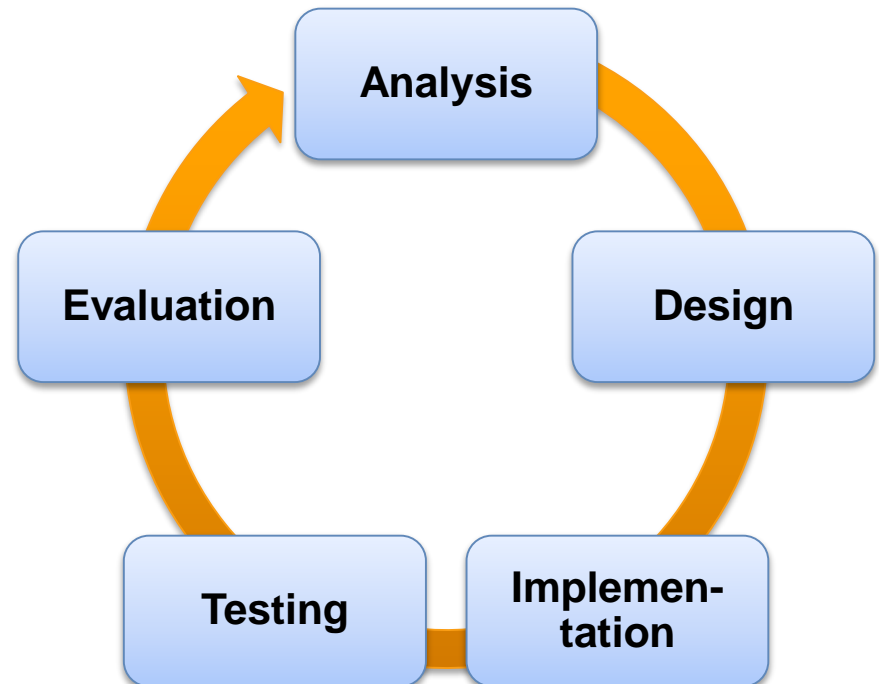 Analysis
Design
Implemen-
tation
Testing
Evaluation